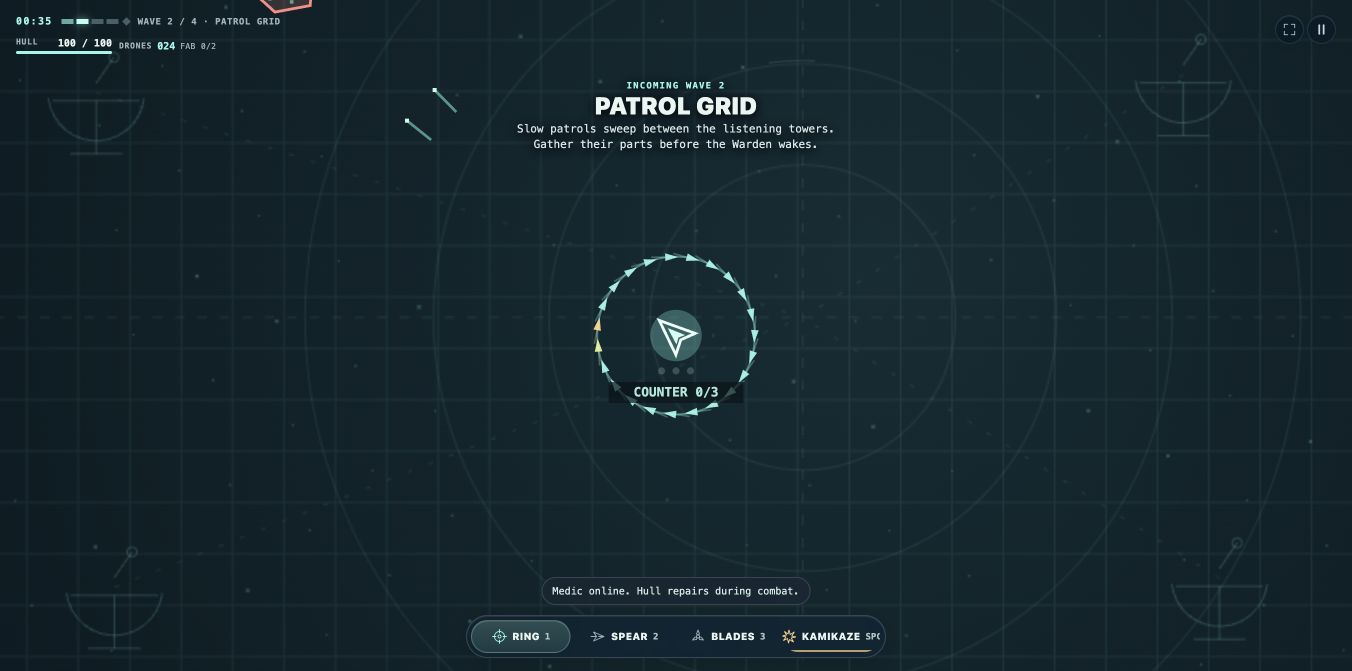 00:35 WAVE 2 / 4 · PATROL GRID
HULL 100 / 100 DRONES 024 FAB 0/2
INCOMING WAVE 2
PATROL GRID
Slow patrols sweep between the listening towers.
Gather their parts before the Warden wakes.
COUNTER 0/3
Medic online. Hull repairs during combat.
RING 1 SPEAR 2 BLADES 3 KAMIKAZE